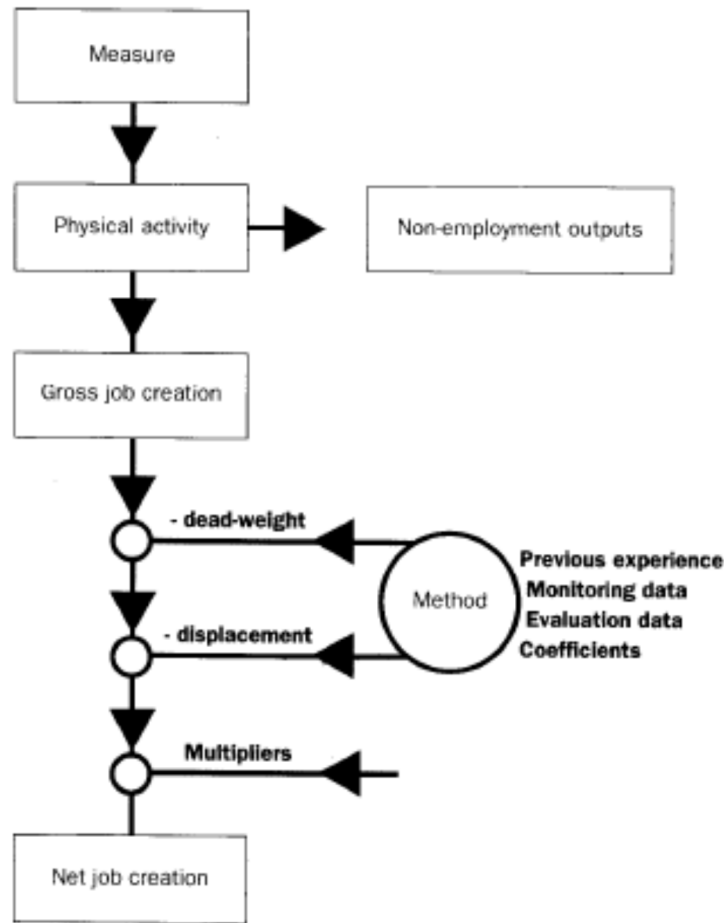 Measure
Physical activity
Non-employment outputs
Gross job creation
- dead-weight
Previous experience
Method
Monitoring data
Evaluation data
- displacement
Coefficients
Multipliers
Net job creation